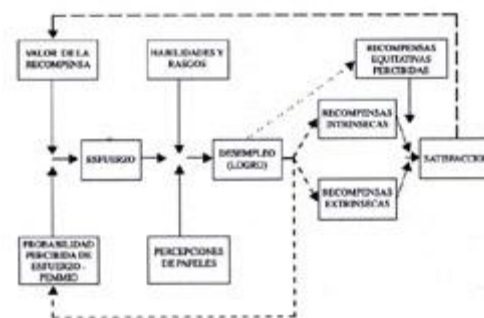 VALOR DE LA
RECOMPENSA
HABILIDADES Y
RASGOS
RECOMPENSAS
EQUITATIVAS
PERCIBIDAS
RECOMPENSAS
INTRINSECAS
ESFUERZO
DESEMPLEO
(LOGRO)
SATISFACCION
RECOMPENSAS
EXTRINSECAS
PROBABILIDAD
PERCIBIDA DE
ESFUERZO -
PERCEPCIONES
DE PAPELES